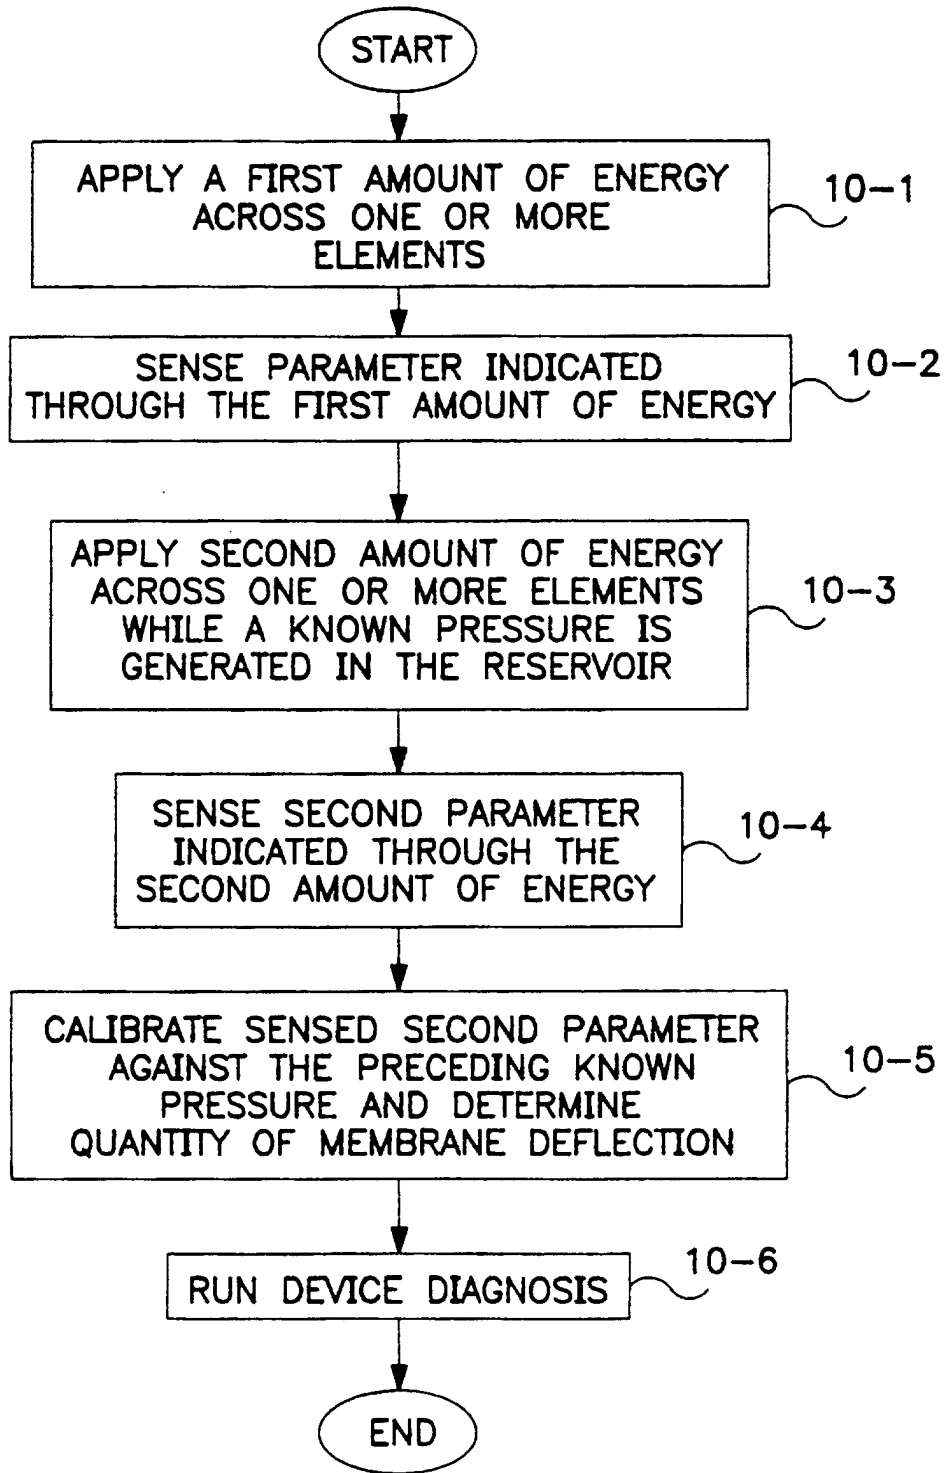 START
APPLY A FIRST AMOUNT OF ENERGY
ACROSS ONE OR MORE
ELEMENTS
10-1
SENSE PARAMETER INDICATED
THROUGH THE FIRST AMOUNT OF ENERGY
10-2
APPLY SECOND AMOUNT OF ENERGY
ACROSS ONE OR MORE ELEMENTS
WHILE A KNOWN PRESSURE IS
GENERATED IN THE RESERVOIR
10-3
SENSE SECOND PARAMETER
INDICATED THROUGH THE
SECOND AMOUNT OF ENERGY
10-4
CALIBRATE SENSED SECOND PARAMETER
AGAINST THE PRECEDING KNOWN
PRESSURE AND DETERMINE
QUANTITY OF MEMBRANE DEFLECTION
10-5
RUN DEVICE DIAGNOSIS
10-6
END